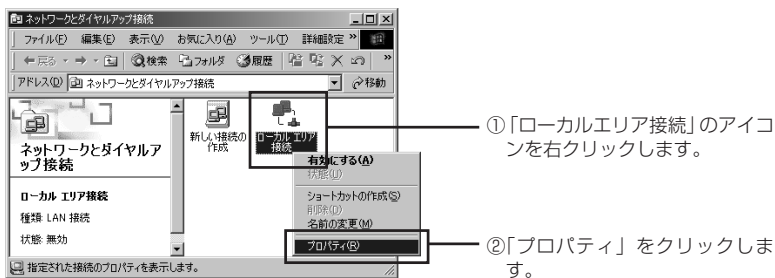 ネットワークとダイヤルアップ接続
ファイル(F) 編集(E) 表示(V) お気に入り(A) ツール(T) 詳細設定 »
戻る 検索 フォルダ 履歴 »
アドレス(D) ネットワークとダイヤルアップ接続 移動
ネットワークとダイヤルア
ップ接続
ローカル エリア接続
種類: LAN 接続
状態: 無効
新しい接続の
作成
ローカル エリア
接続
有効にする(A)
状態(U)
ショートカットの作成(S)
削除(D)
名前の変更(M)
プロパティ(R)
指定された接続のプロパティを表示します。
①「ローカルエリア接続」のアイコ
ンを右クリックします。
②「プロパティ」をクリックしま
す。